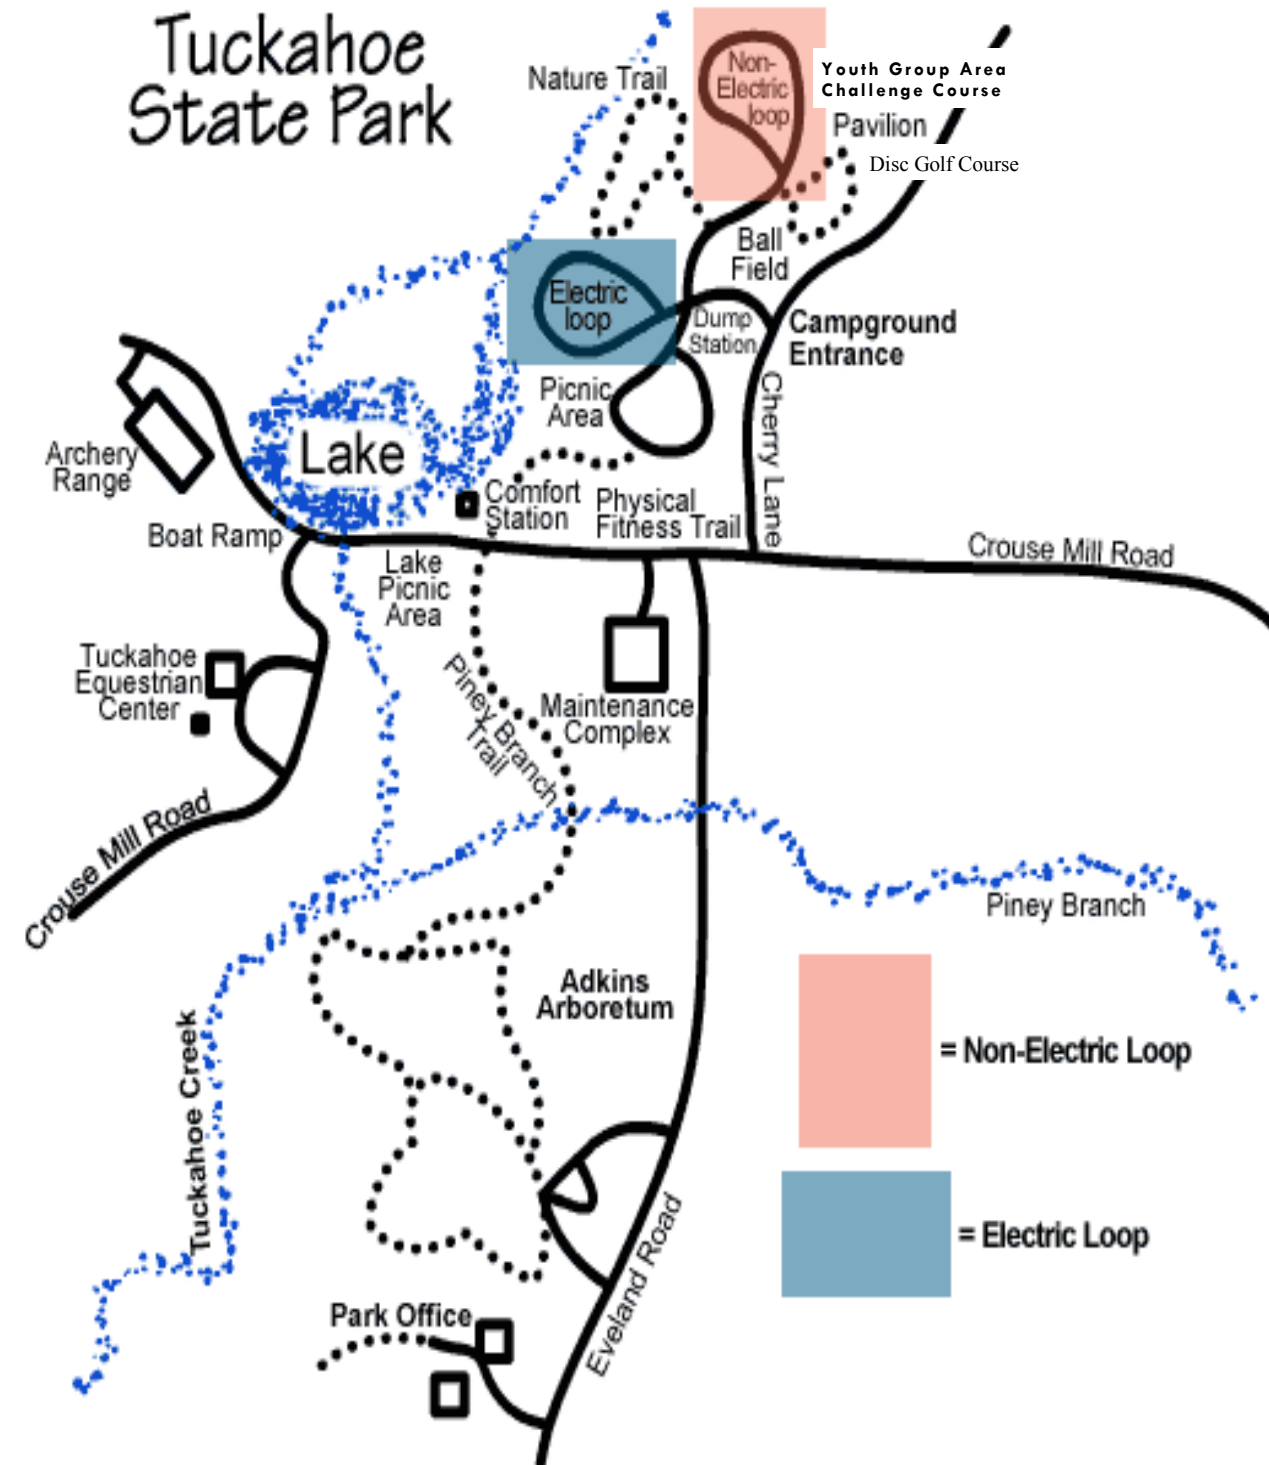 Tuckahoe
State Park
Nature Trail
Non-
Electric
loop
Youth Group Area
Challenge Course
Pavilion
Disc Golf Course
Ball
Field
Electric
loop
Dump
Station
Campground
Entrance
Picnic
Area
Cherry Lane
Lake
Archery
Range
Comfort
Station
Physical
Fitness Trail
Boat Ramp
Crouse Mill Road
Lake
Picnic
Area
Tuckahoe
Equestrian
Center
Piney Branch
Trail
Maintenance
Complex
Crouse Mill Road
Piney Branch
Adkins
Arboretum
= Non-Electric Loop
Tuckahoe Creek
= Electric Loop
Eveland Road
Park Office